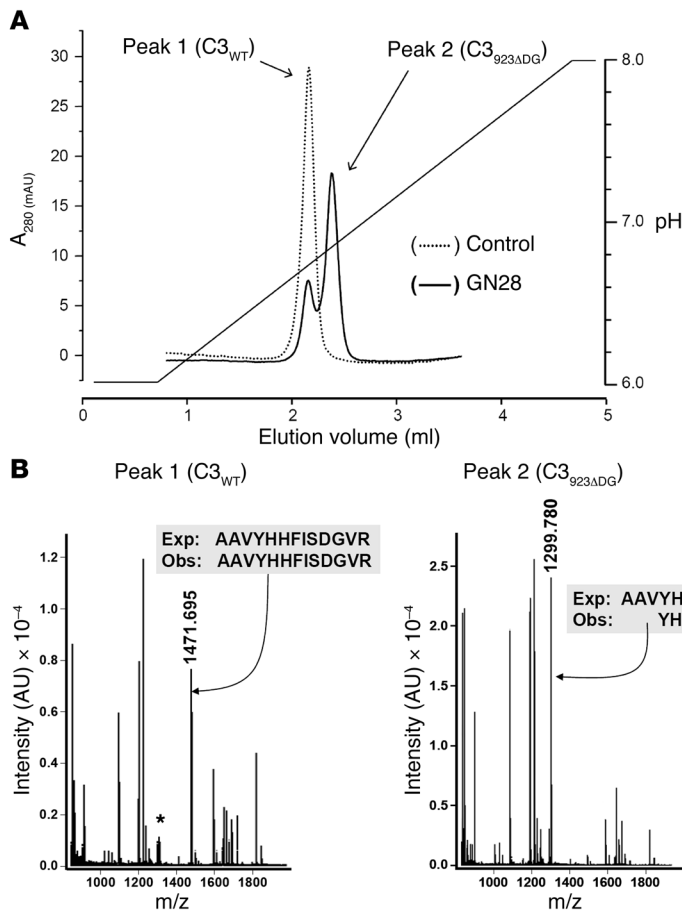 A
Peak 1 (C3WT)
Peak 2 (C3923ΔDG)
30
25
20
15
10
5
0
A280 (mAU)
8.0
7.0
6.0
pH
(······) Control
(—) GN28
0 1 2 3 4 5
Elution volume (ml)
B
Peak 1 (C3WT)
Exp: AAVYHHFISDGVR
Obs: AAVYHHFISDGVR
1471.695
*
1.2
1.0
0.8
0.6
0.4
0.2
0.0
Intensity (AU) × 10⁻⁴
1000 1200 1400 1600 1800
m/z
Peak 2 (C3923ΔDG)
1299.780
Exp: AAVYH
Obs: YH
2.5
2.0
1.5
1.0
0.5
0.0
Intensity (AU) × 10⁻⁴
1000 1200 1400 1600 1800
m/z